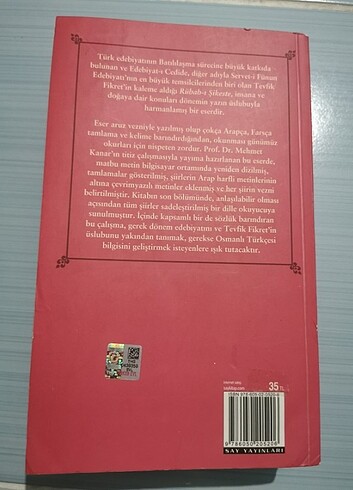 Türk edebiyatının Batılılaşma sürecine büyük katkıda
bulunan ve Edebiyat-ı Cedide, diğer adıyla Servet-i Fünun
Edebiyatı'nın en büyük temsilcilerinden biri olan Tevfik
Fikret'in kaleme aldığı Rübab-ı Şikeste, insana ve
doğaya dair konuları dönemin yazın üslubuyla
harmanlamış bir eserdir.
Eser aruz vezniyle yazılmış olup çokça Arapça, Farsça
tamlama ve kelime barındırdığından, okunması günümüz
okurları için nispeten zordur. Prof. Dr. Mehmet
Kanar'ın titiz çalışmasıyla yayıma hazırlanan bu eserde,
matbu metin bilgisayar ortamında yeniden dizilmiş,
tamlamalar gösterilmiş, şiirlerin Arap harfli metinlerinin
altına çevriyazılı metinler eklenmiş ve her şiirin vezni
belirtilmiştir. Kitabın son bölümünde, anlaşılabilir olması
açısından tüm şiirler sadeleştirilmiş bir dille okuyucuya
sunulmuştur. İçinde kapsamlı bir de sözlük barındıran
bu çalışma, gerek dönem edebiyatını ve Tevfik Fikret'in
üslubunu yakından tanımak, gerekse Osmanlı Türkçesi
bilgisini geliştirmek isteyenlere ışık tutacaktır.
35 TL
9 786050 205206
SAY YAYINLARI